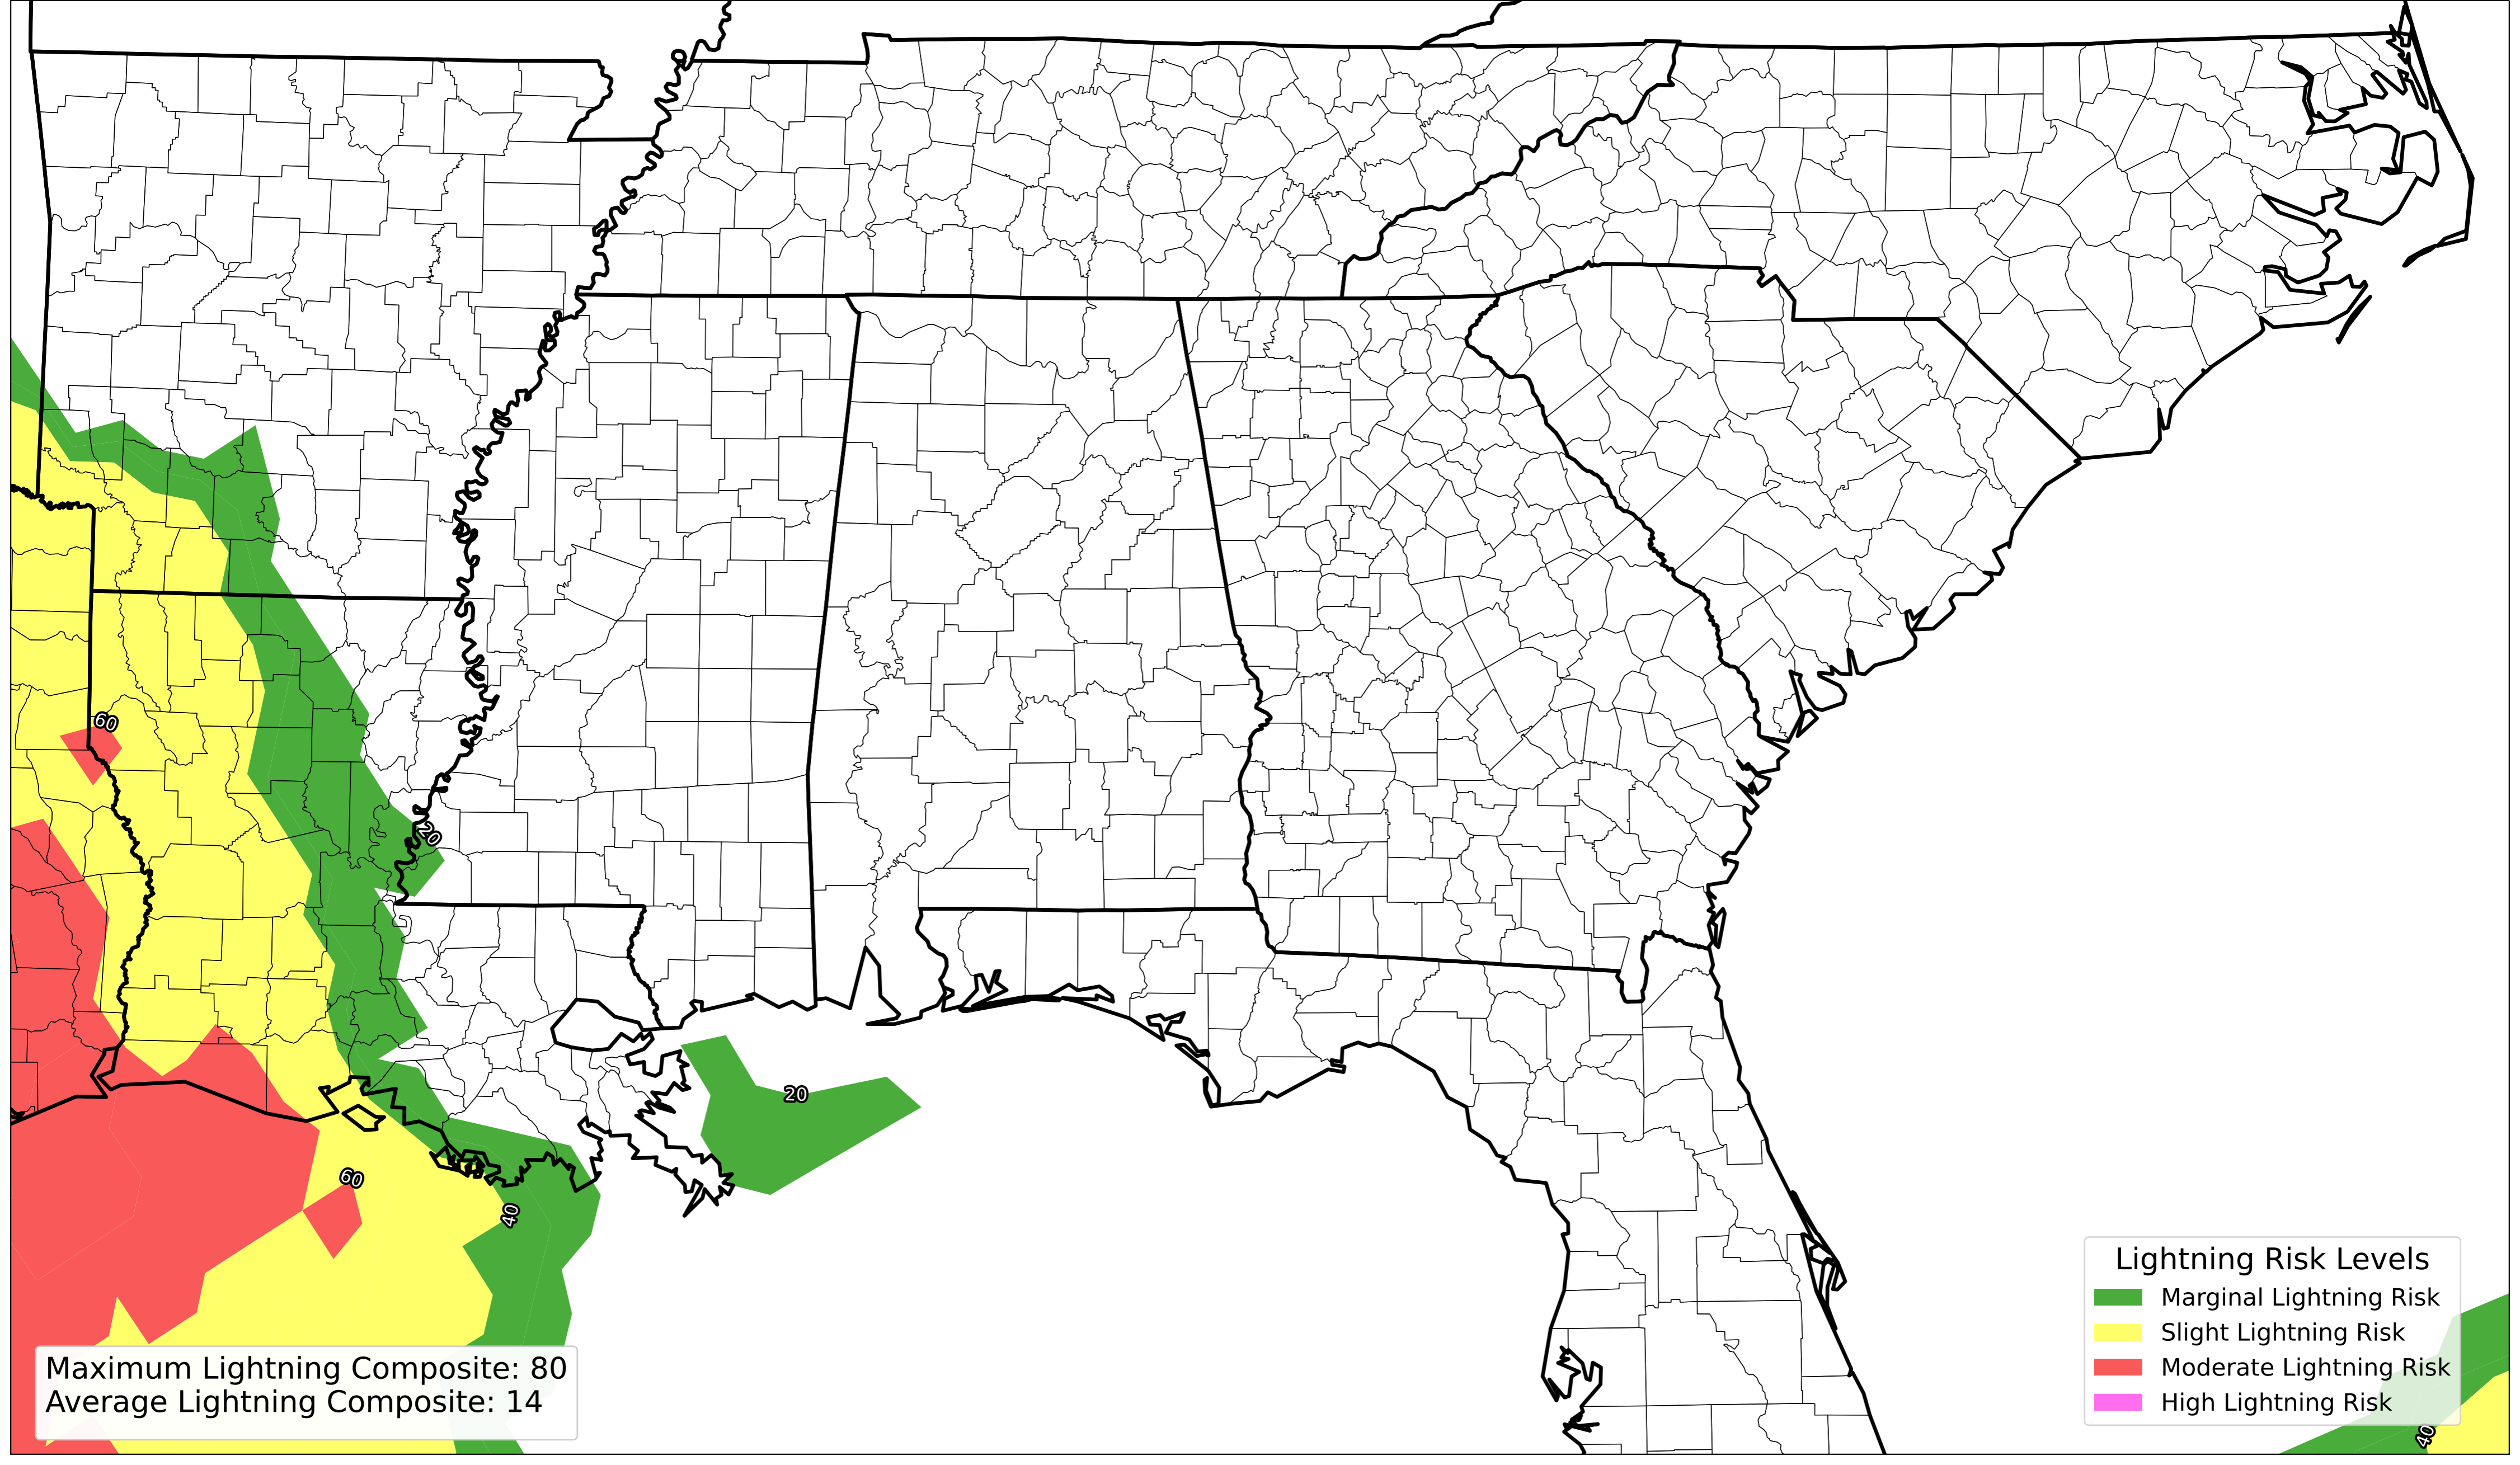 60
20
20
60
40
Lightning Risk Levels
Marginal Lightning Risk
Slight Lightning Risk
Moderate Lightning Risk
High Lightning Risk
Maximum Lightning Composite: 80
Average Lightning Composite: 14
40